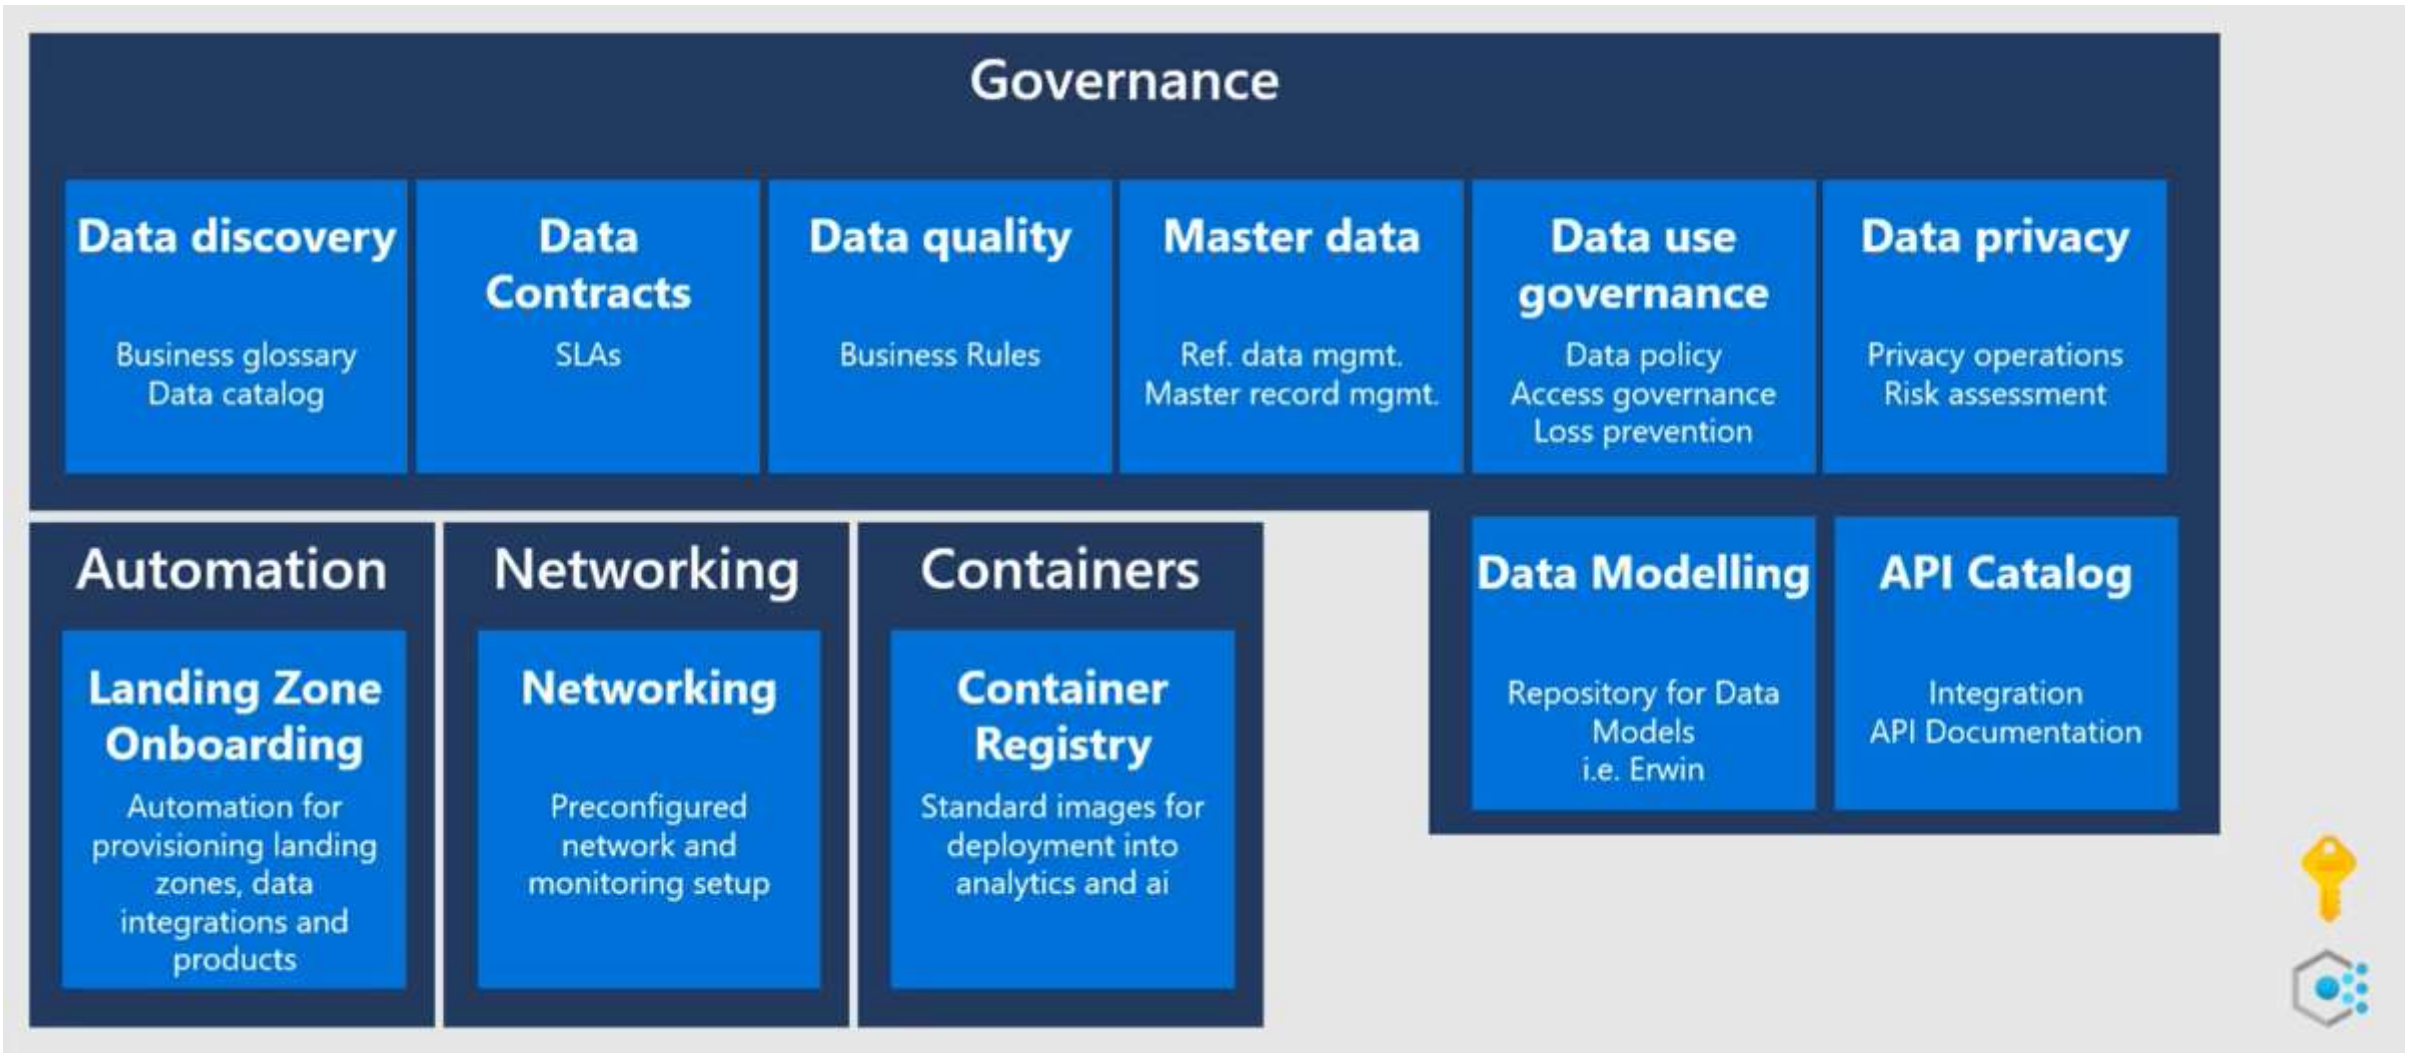 Governance
Data discovery
Business glossary
Data catalog
Data
Contracts
SLAs
Data quality
Business Rules
Master data
Ref. data mgmt.
Master record mgmt.
Data use
governance
Data policy
Access governance
Loss prevention
Data privacy
Privacy operations
Risk assessment
Automation
Landing Zone
Onboarding
Automation for
provisioning landing
zones, data
integrations and
products
Networking
Networking
Preconfigured
network and
monitoring setup
Containers
Container
Registry
Standard images for
deployment into
analytics and ai
Data Modelling
Repository for Data
Models
i.e. Erwin
API Catalog
Integration
API Documentation